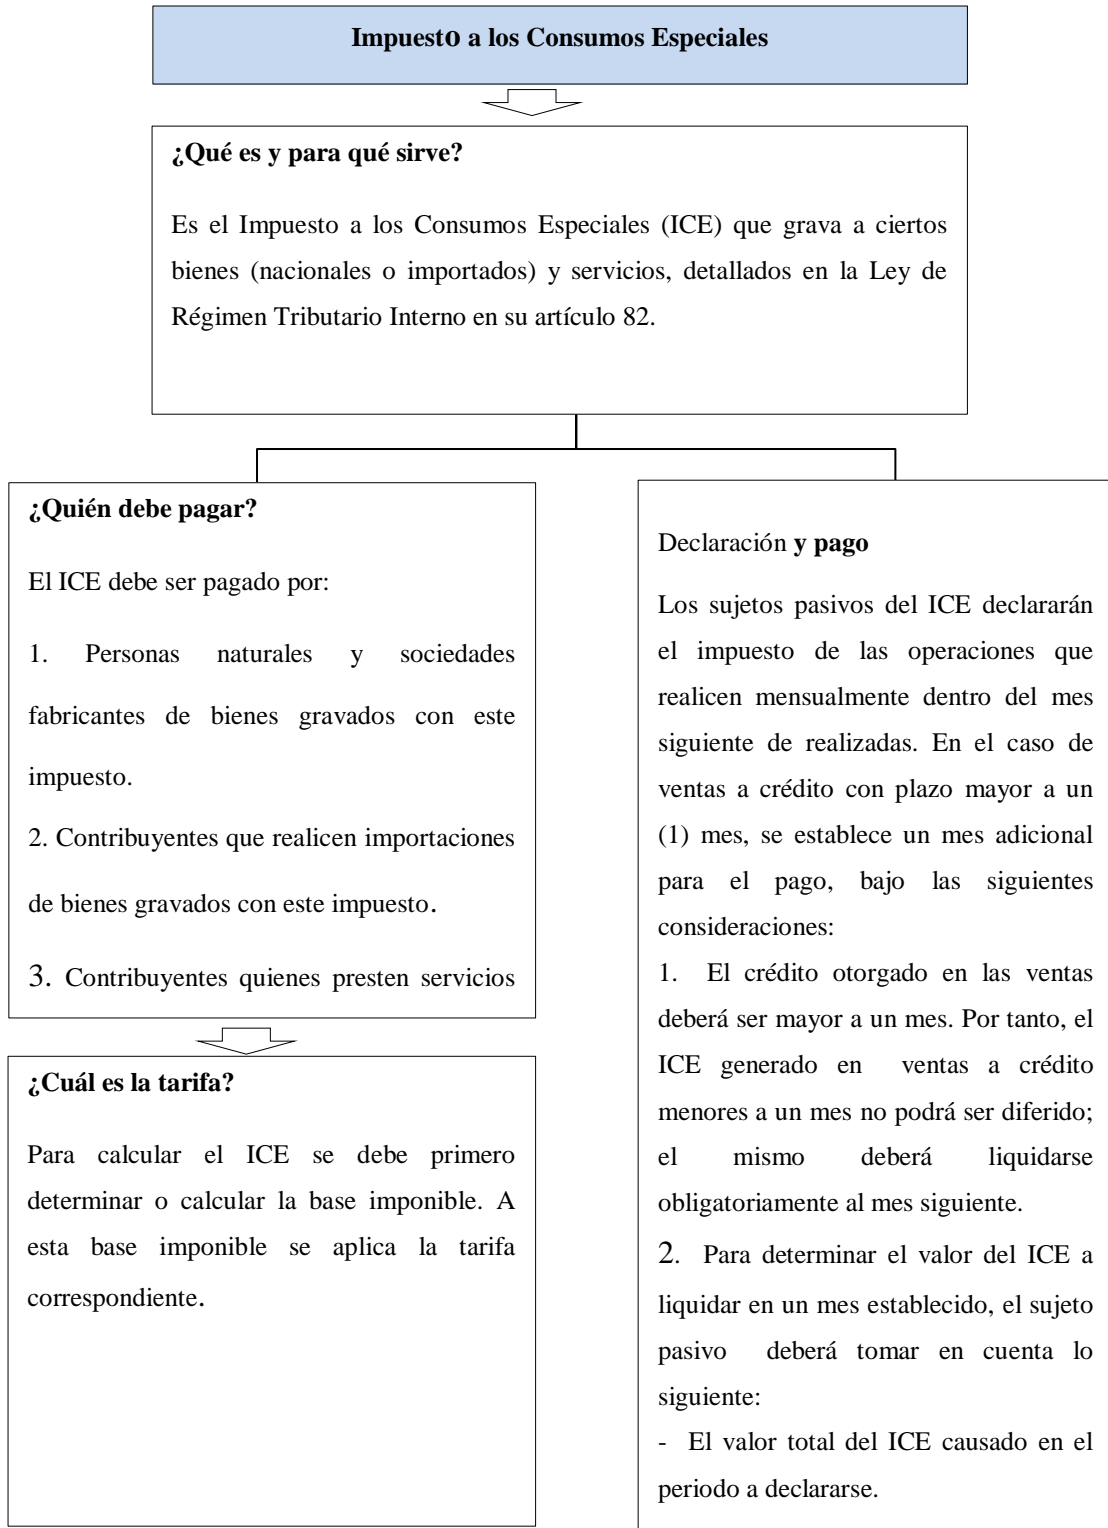 Impuesto a los Consumos Especiales
¿Qué es y para qué sirve?
Es el Impuesto a los Consumos Especiales (ICE) que grava a ciertos
bienes (nacionales o importados) y servicios, detallados en la Ley de
Régimen Tributario Interno en su artículo 82.
¿Quién debe pagar?
El ICE debe ser pagado por:
1. Personas naturales y sociedades
fabricantes de bienes gravados con este
impuesto.
2. Contribuyentes que realicen importaciones
de bienes gravados con este impuesto.
3. Contribuyentes quienes presten servicios
¿Cuál es la tarifa?
Para calcular el ICE se debe primero
determinar o calcular la base imponible. A
esta base imponible se aplica la tarifa
correspondiente.
Declaración y pago
Los sujetos pasivos del ICE declararán
el impuesto de las operaciones que
realicen mensualmente dentro del mes
siguiente de realizadas. En el caso de
ventas a crédito con plazo mayor a un
(1) mes, se establece un mes adicional
para el pago, bajo las siguientes
consideraciones:
1. El crédito otorgado en las ventas
deberá ser mayor a un mes. Por tanto, el
ICE generado en ventas a crédito
menores a un mes no podrá ser diferido;
el mismo deberá liquidarse
obligatoriamente al mes siguiente.
2. Para determinar el valor del ICE a
liquidar en un mes establecido, el sujeto
pasivo deberá tomar en cuenta lo
siguiente:
- El valor total del ICE causado en el
periodo a declararse.